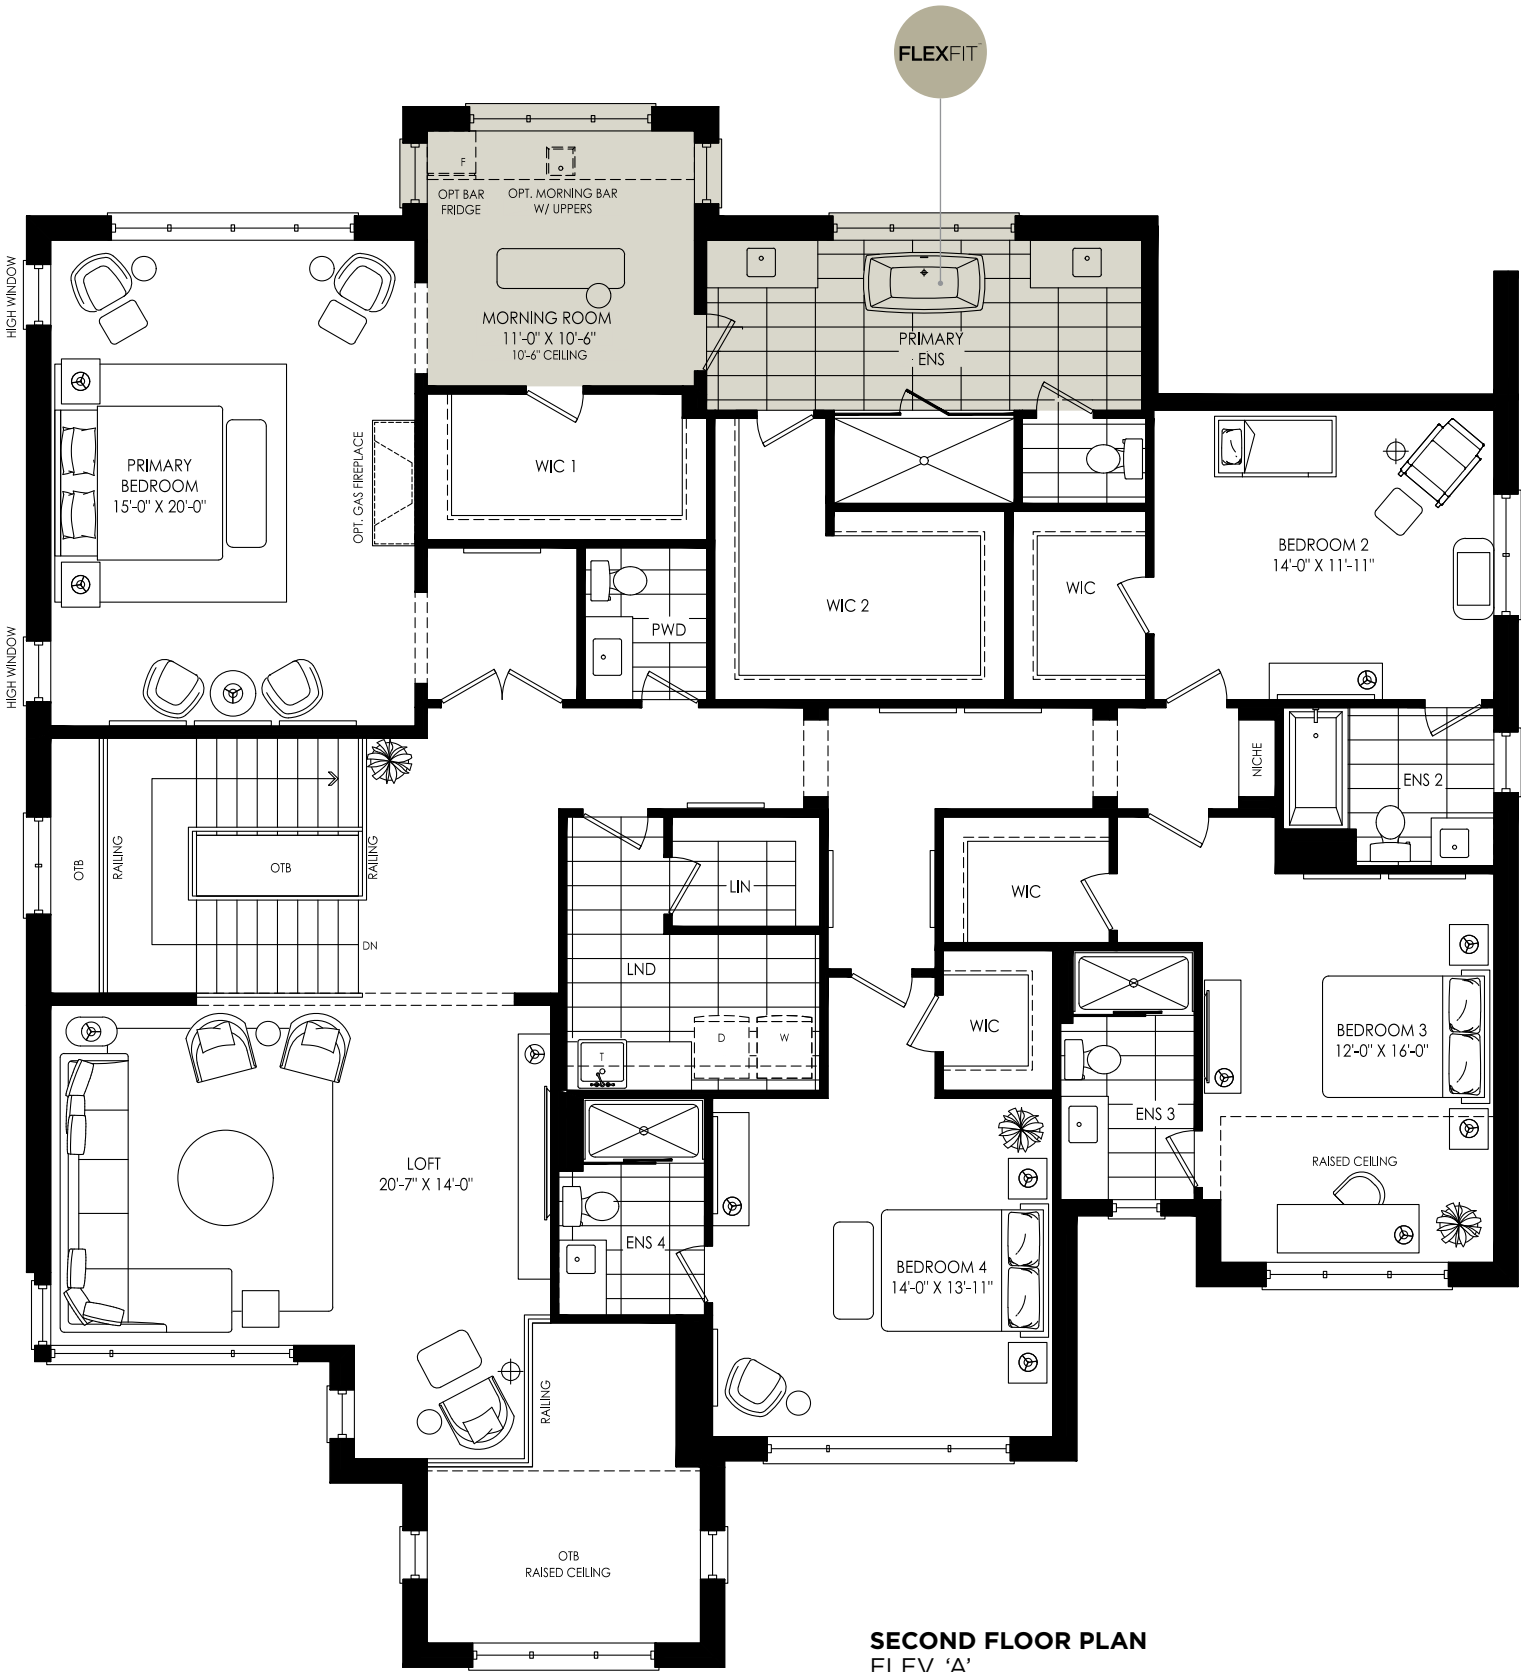 FLEXFIT
F
OPT BAR
FRIDGE
OPT. MORNING BAR
W/ UPPERS
HIGH WINDOW
MORNING ROOM
11'-0" X 10'-6"
10'-6" CEILING
PRIMARY
ENS
PRIMARY
BEDROOM
15'-0" X 20'-0"
OPT. GAS FIREPLACE
WIC 1
BEDROOM 2
14'-0" X 11'-11"
WIC
WIC 2
PWD
HIGH WINDOW
NICHE
ENS 2
OTB
RAILING
OTB
RAILING
DN
LIN
WIC
LND
D
W
T
WIC
BEDROOM 3
12'-0" X 16'-0"
ENS 3
RAISED CEILING
LOFT
20'-7" X 14'-0"
ENS 4
BEDROOM 4
14'-0" X 13'-11"
RAILING
OTB
RAISED CEILING
SECOND FLOOR PLAN
ELEV. 'A'